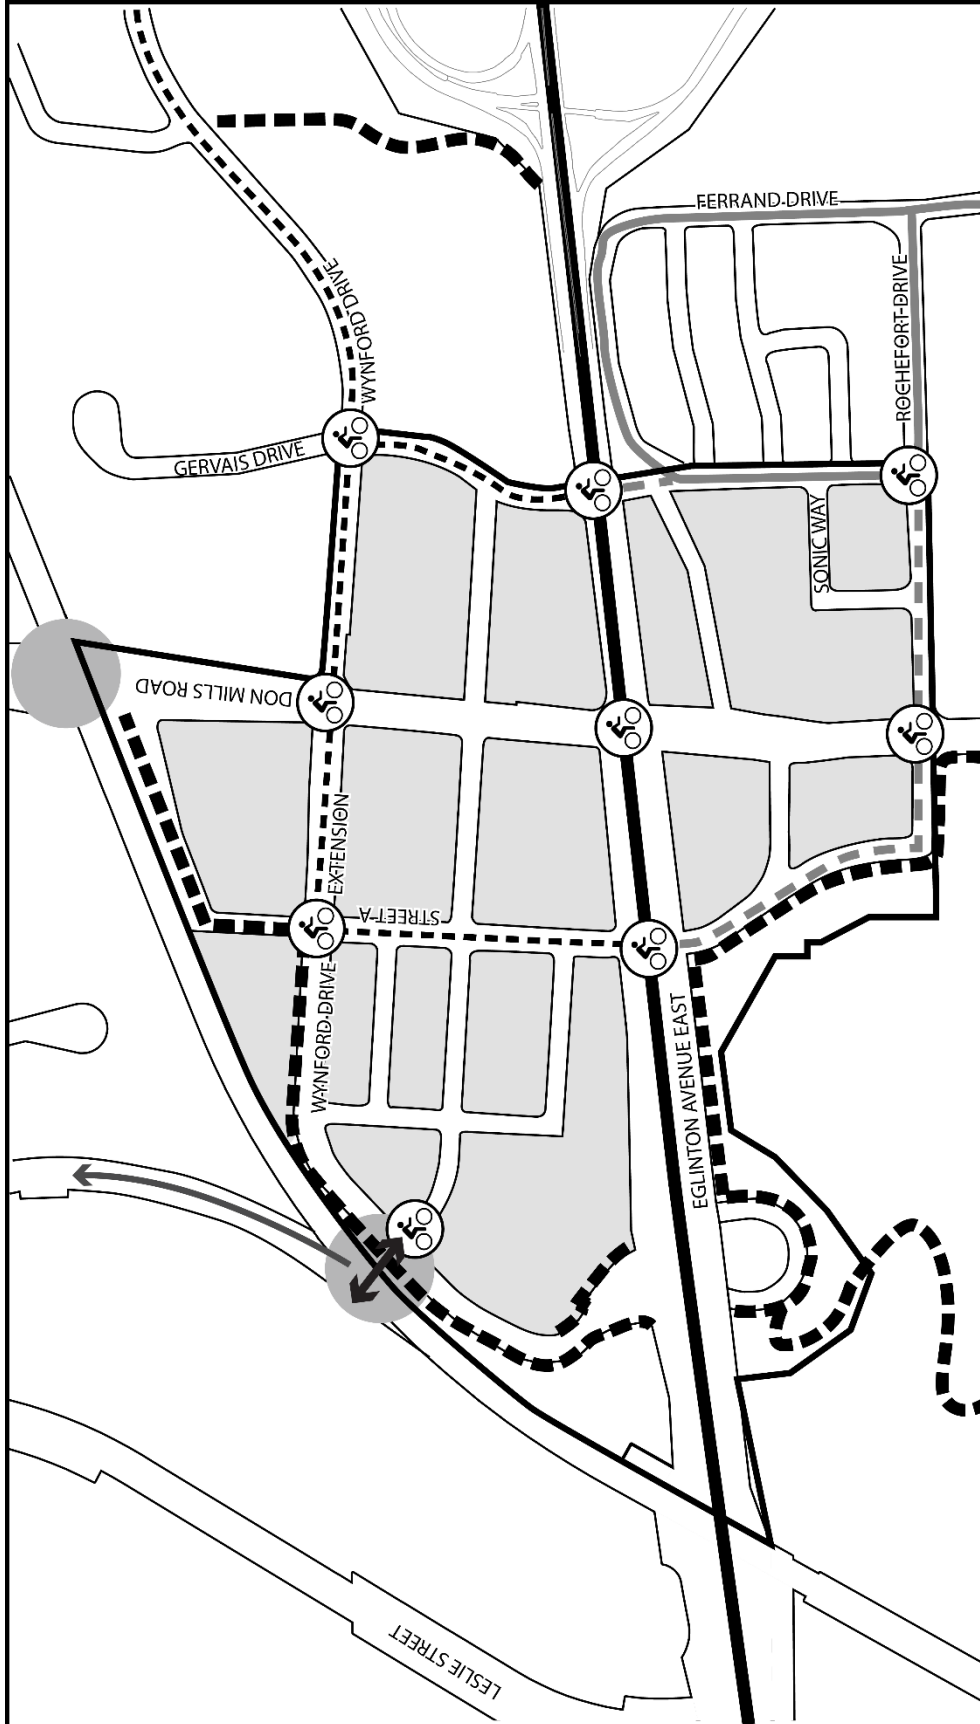 FERRAND DRIVE
WYNFORD DRIVE
ROCHEFORT DRIVE
GERVAIS DRIVE
SONIC WAY
DON MILLS ROAD
EXTENSION
STREET A
WYNFORD DRIVE
EGLINTON AVENUE EAST
LESLIE STREET